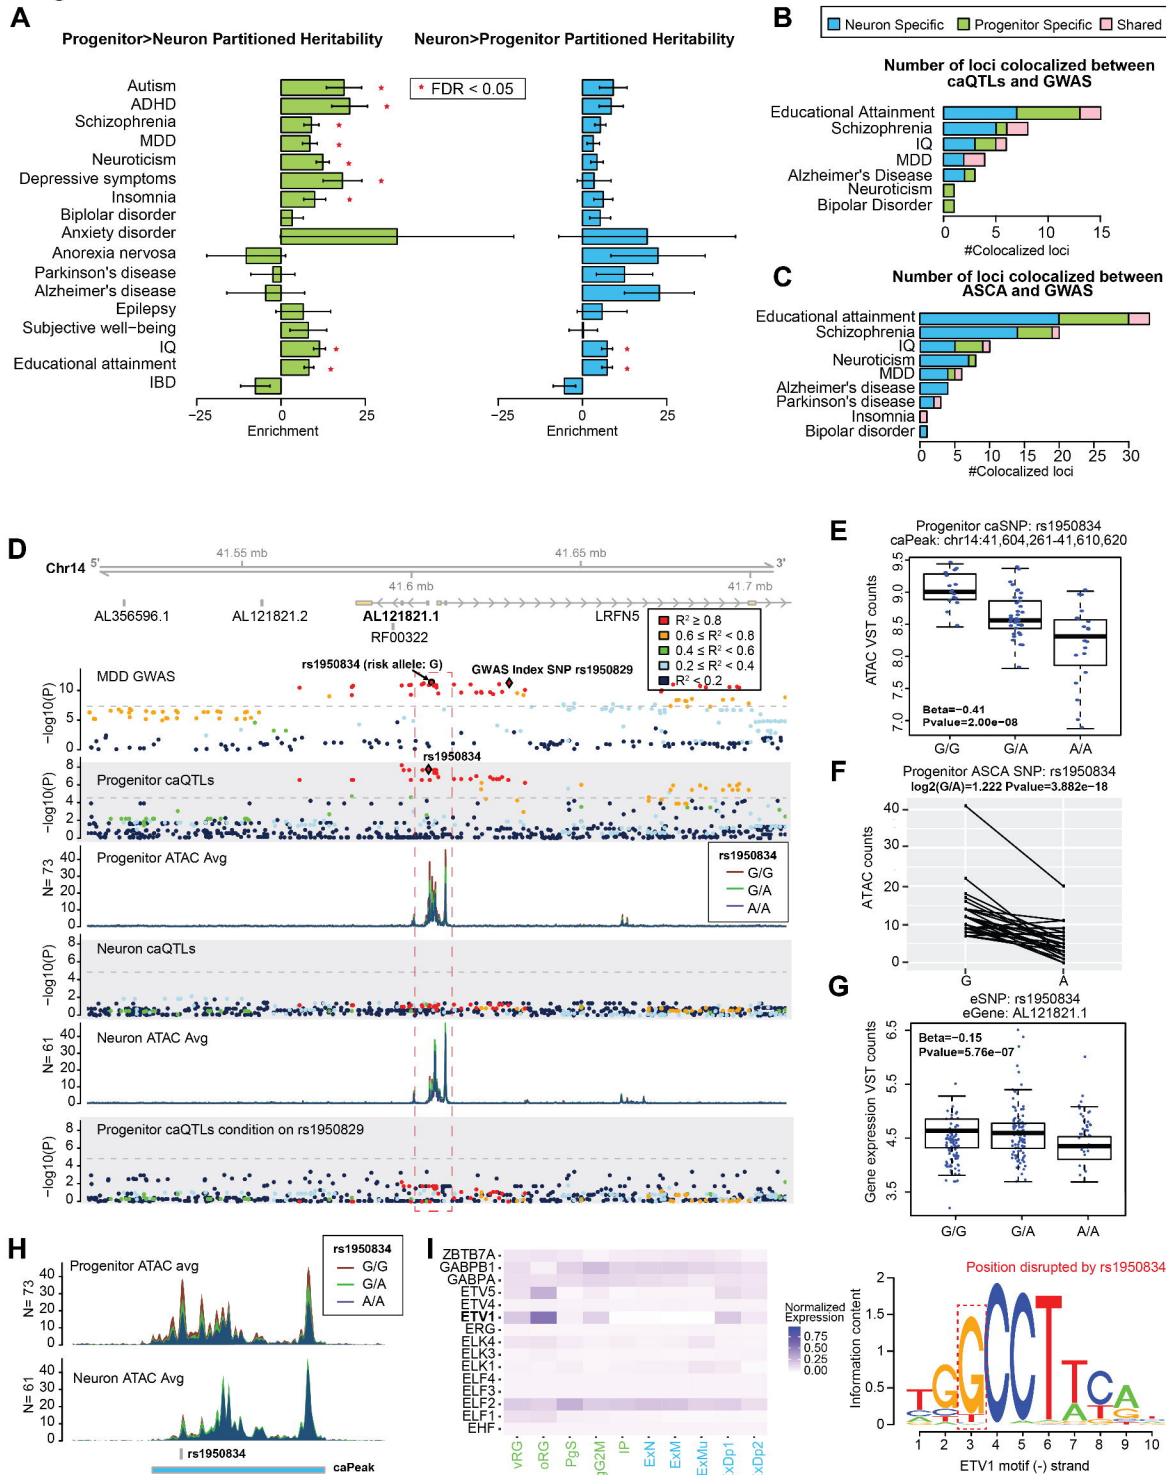 A
Progenitor>Neuron Partitioned Heritability
Neuron>Progenitor Partitioned Heritability
* FDR < 0.05
Autism
ADHD
Schizophrenia
MDD
Neuroticism
Depressive symptoms
Insomnia
Biplolar disorder
Anxiety disorder
Anorexia nervosa
Parkinson's disease
Alzheimer's disease
Epilepsy
Subjective well−being
IQ
Educational attainment
IBD
−25 0 25
Enrichment
−25 0 25
Enrichment
B
Neuron Specific
Progenitor Specific
Shared
Number of loci colocalized between
caQTLs and GWAS
Educational Attainment
Schizophrenia
IQ
MDD
Alzheimer's Disease
Neuroticism
Bipolar Disorder
0 5 10 15
#Colocalized loci
C
Number of loci colocalized between
ASCA and GWAS
Educational attainment
Schizophrenia
IQ
Neuroticism
MDD
Alzheimer's disease
Parkinson's disease
Insomnia
Bipolar disorder
0 5 10 15 20 25 30
#Colocalized loci
D
5'
41.55 mb
41.65 mb
3'
Chr14
41.6 mb
41.7 mb
AL356596.1
AL121821.2
AL121821.1
LRFN5
RF00322
R² ≥ 0.8
0.6 ≤ R² < 0.8
0.4 ≤ R² < 0.6
0.2 ≤ R² < 0.4
R² < 0.2
rs1950834 (risk allele: G)
GWAS Index SNP rs1950829
MDD GWAS
−log10(P)
10
5
0
rs1950834
Progenitor caQTLs
−log10(P)
8
6
4
2
0
Progenitor ATAC Avg
N= 73
40
30
20
10
0
rs1950834
G/G
G/A
A/A
Neuron caQTLs
−log10(P)
8
6
4
2
0
Neuron ATAC Avg
N= 61
40
30
20
10
0
Progenitor caQTLs condition on rs1950829
−log10(P)
8
6
4
2
0
E
Progenitor caSNP: rs1950834
caPeak: chr14:41,604,261-41,610,620
ATAC VST counts
9.5
9.0
8.5
8.0
7.5
7.0
Beta=−0.41
Pvalue=2.00e−08
G/G G/A A/A
F
Progenitor ASCA SNP: rs1950834
log2(G/A)=1.222 Pvalue=3.882e−18
ATAC counts
40
30
20
10
0
G A
G
eSNP: rs1950834
eGene: AL121821.1
Gene expression VST counts
6.5
5.5
4.5
3.5
Beta=−0.15
Pvalue=5.76e−07
G/G G/A A/A
H
Progenitor ATAC avg
N= 73
40
30
20
10
0
rs1950834
G/G
G/A
A/A
Neuron ATAC Avg
N= 61
40
30
20
10
0
rs1950834
caPeak
I
ZBTB7A
GABPB1
GABPA
ETV5
ETV4
ETV1
ERG
ELK4
ELK3
ELK1
ELF4
ELF3
ELF2
ELF1
EHF
vRG
oRG
PgS
gG2M
IP
ExN
ExM
ExMu
ExDp1
ExDp2
Normalized
Expression
0.75
0.50
0.25
0.00
Position disrupted by rs1950834
Information content
2
1.5
1
0.5
0
1 2 3 4 5 6 7 8 9 10
ETV1 motif (-) strand